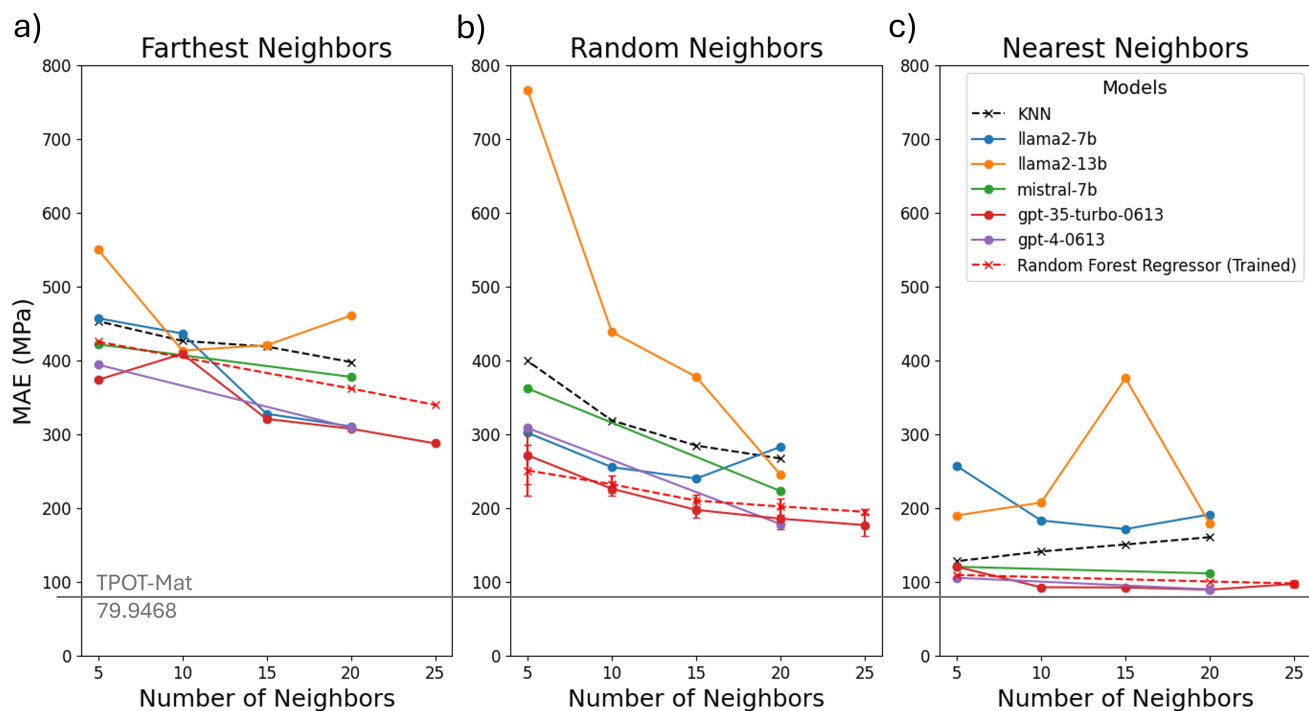 a)
Farthest Neighbors
b)
Random Neighbors
c)
Nearest Neighbors
MAE (MPa)
800
700
600
500
400
300
200
100
0
TPOT-Mat
79.9468
5
10
15
20
25
Number of Neighbors
800
700
600
500
400
300
200
100
0
5
10
15
20
25
Number of Neighbors
800
700
600
500
400
300
200
100
0
Models
KNN
llama2-7b
llama2-13b
mistral-7b
gpt-35-turbo-0613
gpt-4-0613
Random Forest Regressor (Trained)
5
10
15
20
25
Number of Neighbors